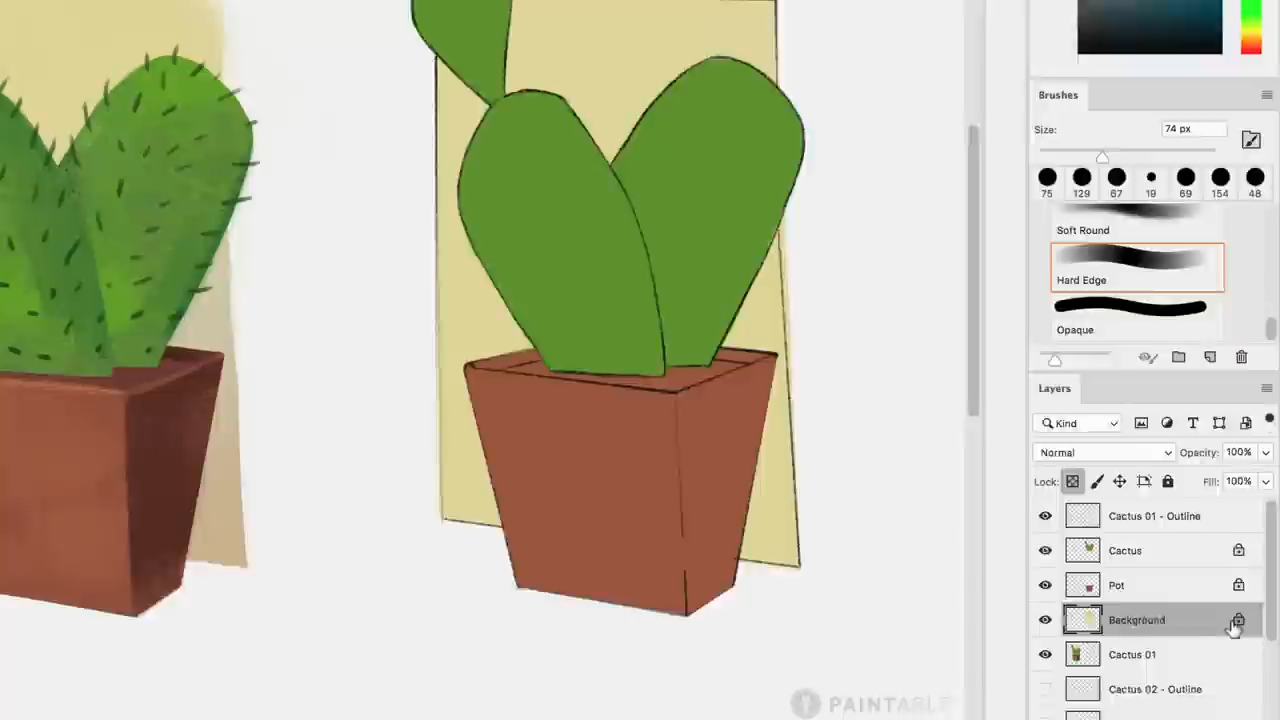 Brushes
Size:
74 px
75 129 67 19 69 154 48
Soft Round
Hard Edge
Opaque
Layers
Kind
Normal Opacity: 100%
Lock: Fill: 100%
Cactus 01 - Outline
Cactus
Pot
Background
Cactus 01
Cactus 02 - Outline
PAINTABLE